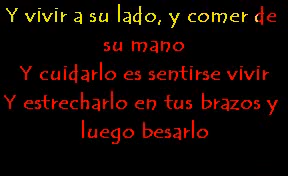 Y vivir a su lado, y comer de
su mano
Y cuidarlo es sentirse vivir
Y estrecharlo en tus brazos y
luego besarlo